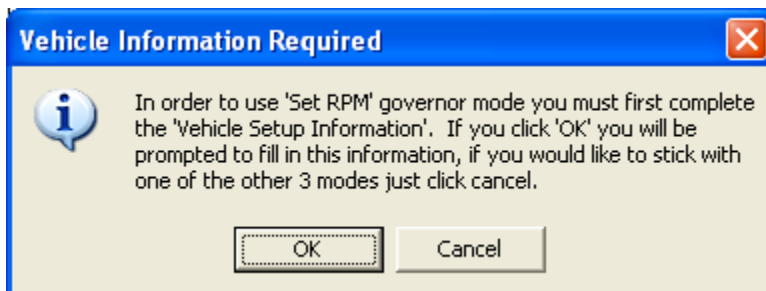 Vehicle Information Required
In order to use 'Set RPM' governor mode you must first complete
the 'Vehicle Setup Information'.  If you click 'OK' you will be
prompted to fill in this information, if you would like to stick with
one of the other 3 modes just click cancel.
OK
Cancel